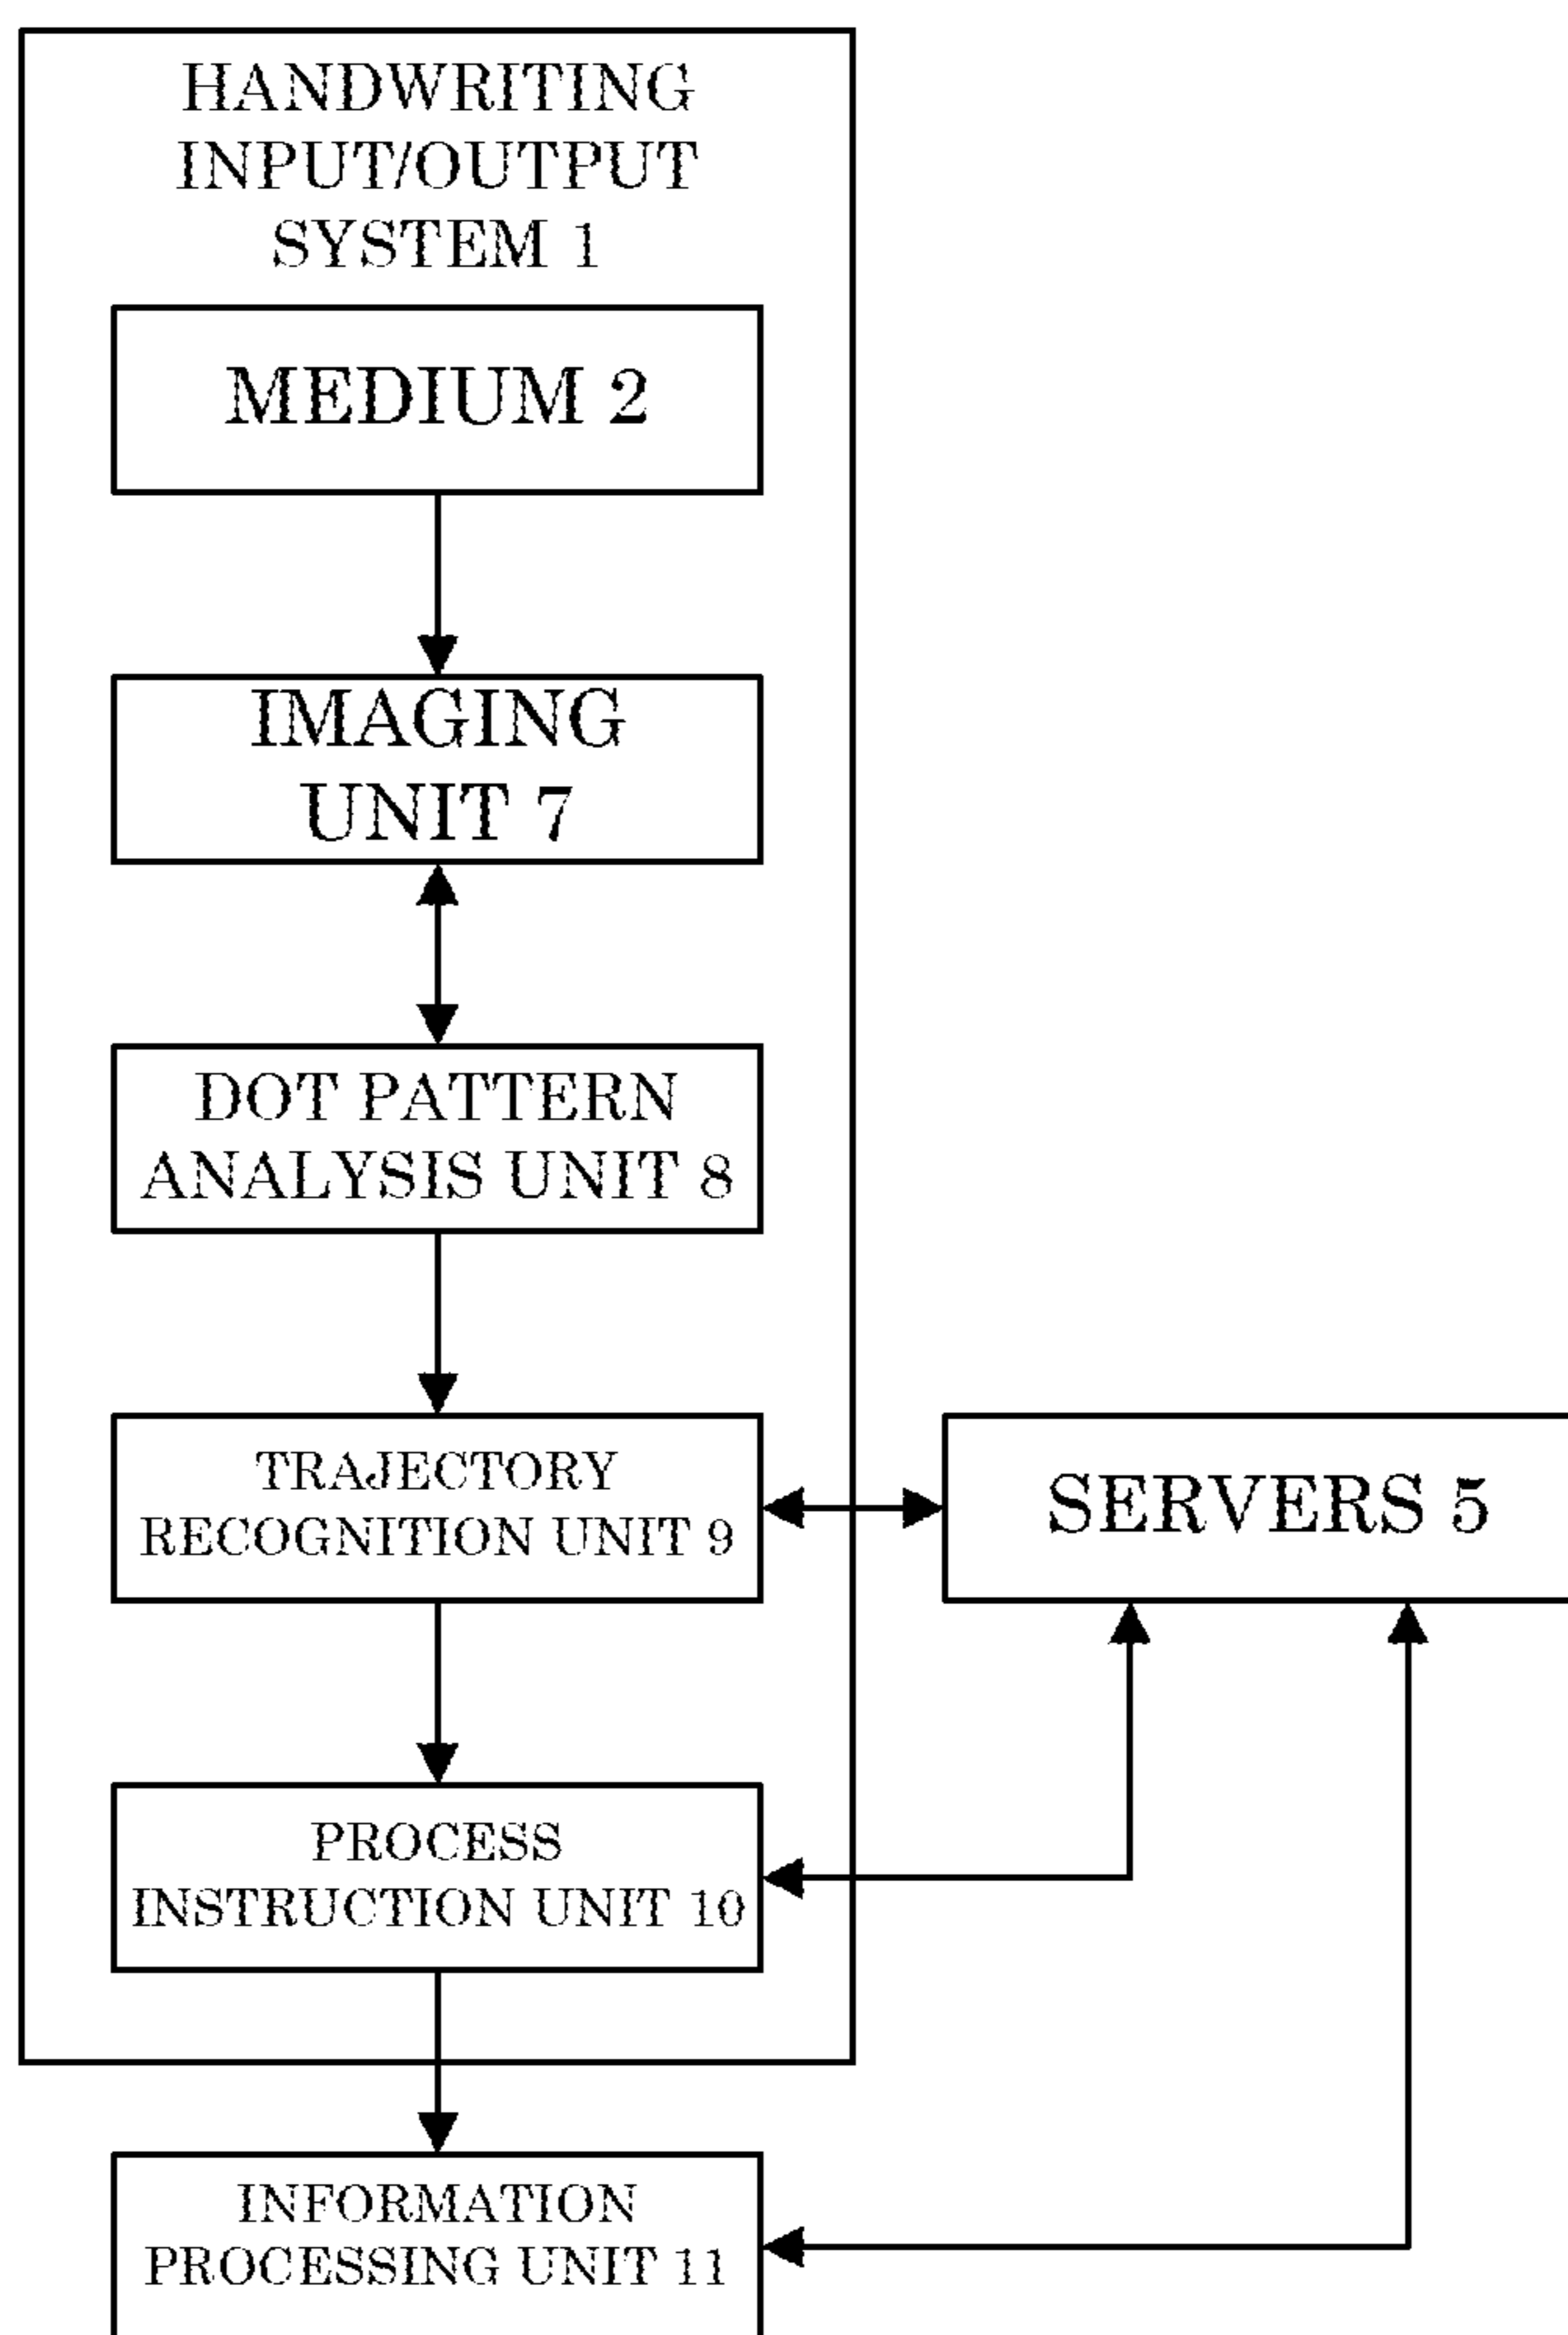 HANDWRITING
INPUT/OUTPUT
SYSTEM 1
MEDIUM 2
IMAGING
UNIT 7
DOT PATTERN
ANALYSIS UNIT 8
TRAJECTORY
RECOGNITION UNIT 9
SERVERS 5
PROCESS
INSTRUCTION UNIT 10
INFORMATION
PROCESSING UNIT 11